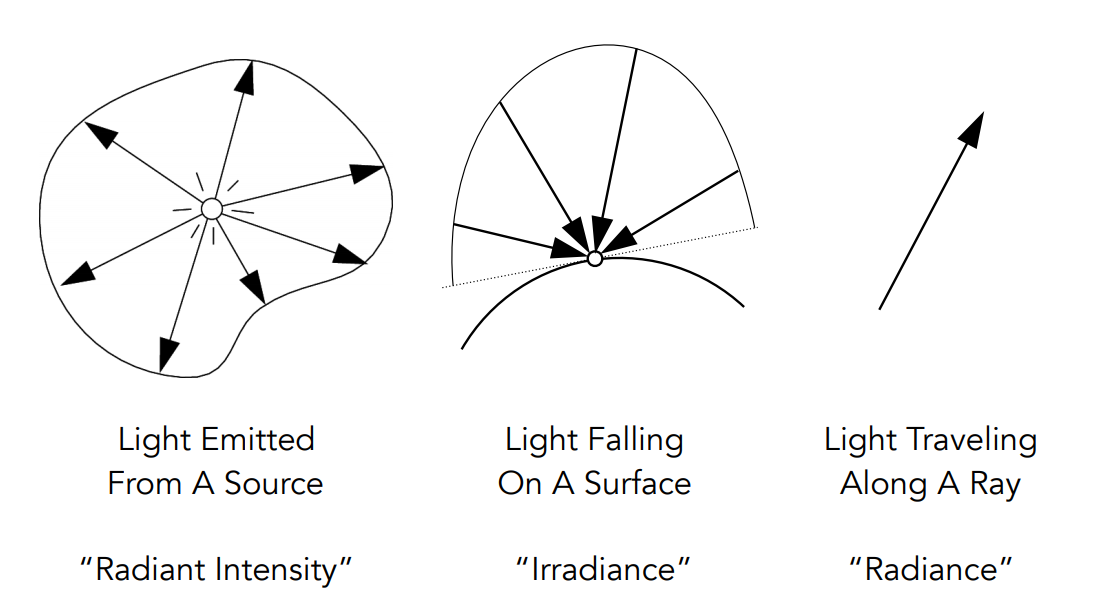 Light Emitted
From A Source
“Radiant Intensity”
Light Falling
On A Surface
“Irradiance”
Light Traveling
Along A Ray
“Radiance”